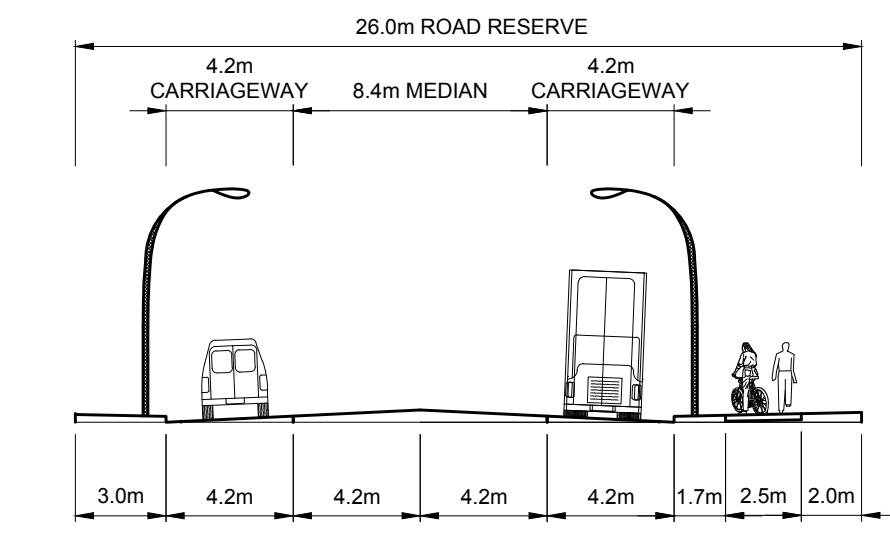 26.0m ROAD RESERVE
4.2m
CARRIAGEWAY
8.4m MEDIAN
4.2m
CARRIAGEWAY
3.0m
4.2m
4.2m
4.2m
4.2m
1.7m
2.5m
2.0m